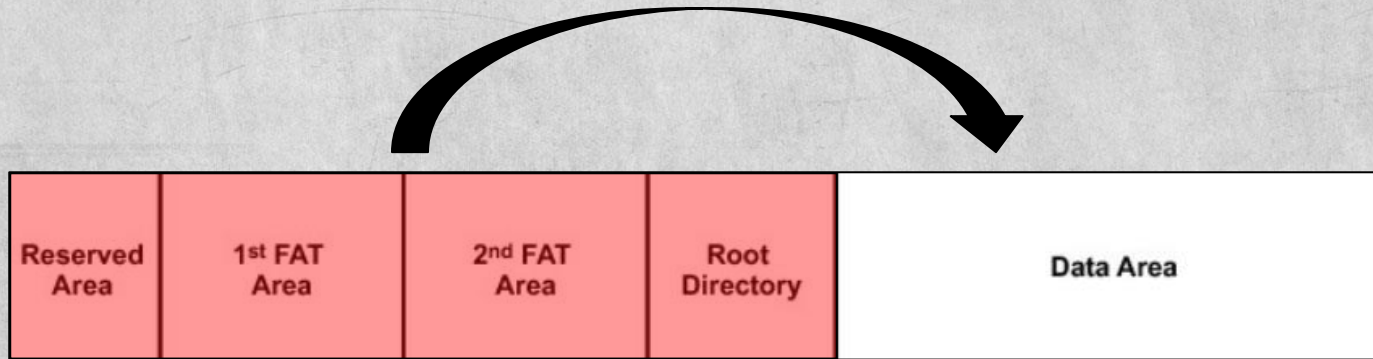 Reserved
Area
1st FAT
Area
2nd FAT
Area
Root
Directory
Data Area